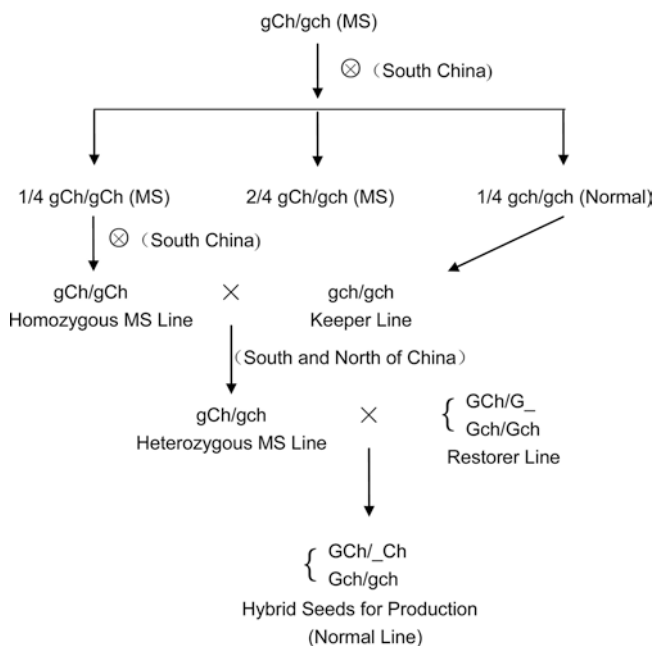 gCh/gch (MS)
⊗ （South China)
1/4 gCh/gCh (MS) 2/4 gCh/gch (MS) 1/4 gch/gch (Normal)
⊗ （South China)
gCh/gCh × gch/gch
Homozygous MS Line Keeper Line
（South and North of China）
gCh/gch × { GCh/G_
Gch/Gch
Heterozygous MS Line Restorer Line
{ GCh/_Ch
Gch/gch
Hybrid Seeds for Production
(Normal Line)